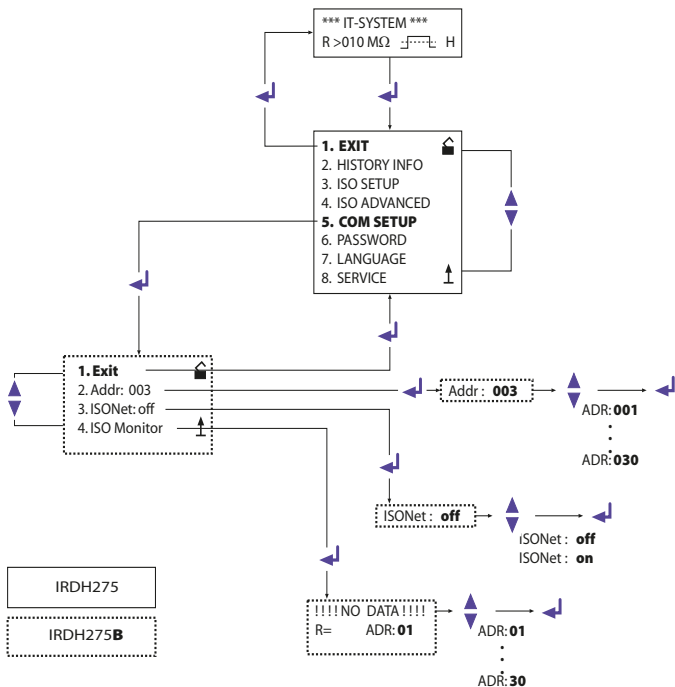 *** IT-SYSTEM ***
R >010 MΩ H
1. EXIT
2. HISTORY INFO
3. ISO SETUP
4. ISO ADVANCED
5. COM SETUP
6. PASSWORD
7. LANGUAGE
8. SERVICE
1. Exit
2. Addr: 003
3. ISONet: off
4. ISO Monitor
Addr : 003
ADR: 001
.
.
.
ADR: 030
ISONet : off
ISONet : off
ISONet : on
IRDH275
IRDH275B
!!!! NO DATA !!!!
R= ADR: 01
ADR: 01
.
.
.
ADR: 30